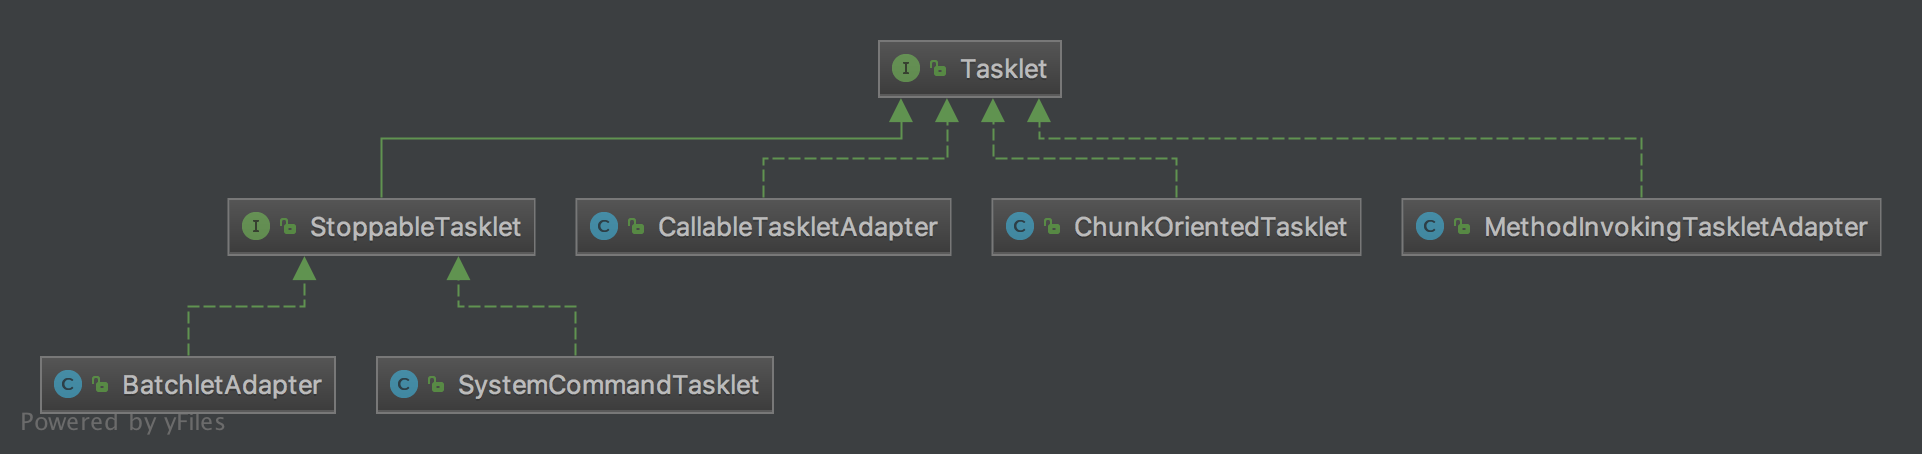 I Tasklet
I StoppableTasklet
C CallableTaskletAdapter
C ChunkOrientedTasklet
C MethodInvokingTaskletAdapter
C BatchletAdapter
C SystemCommandTasklet
Powered by yFiles